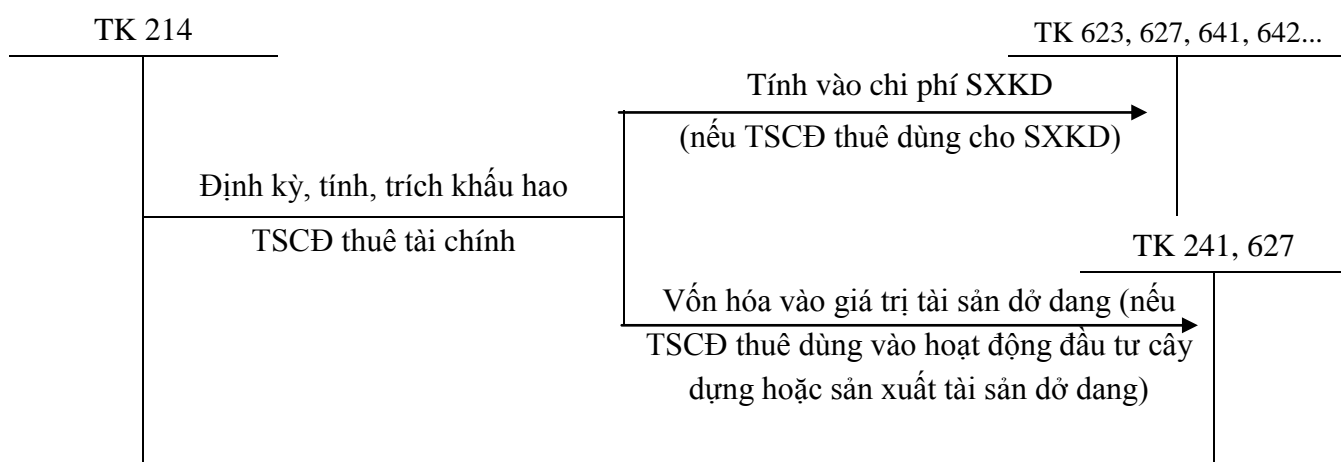 TK 214
TK 623, 627, 641, 642...
Tính vào chi phí SXKD
(nếu TSCĐ thuê dùng cho SXKD)
Định kỳ, tính, trích khấu hao
TSCĐ thuê tài chính
TK 241, 627
Vốn hóa vào giá trị tài sản dở dang (nếu
TSCĐ thuê dùng vào hoạt động đầu tư cây
dựng hoặc sản xuất tài sản dở dang)